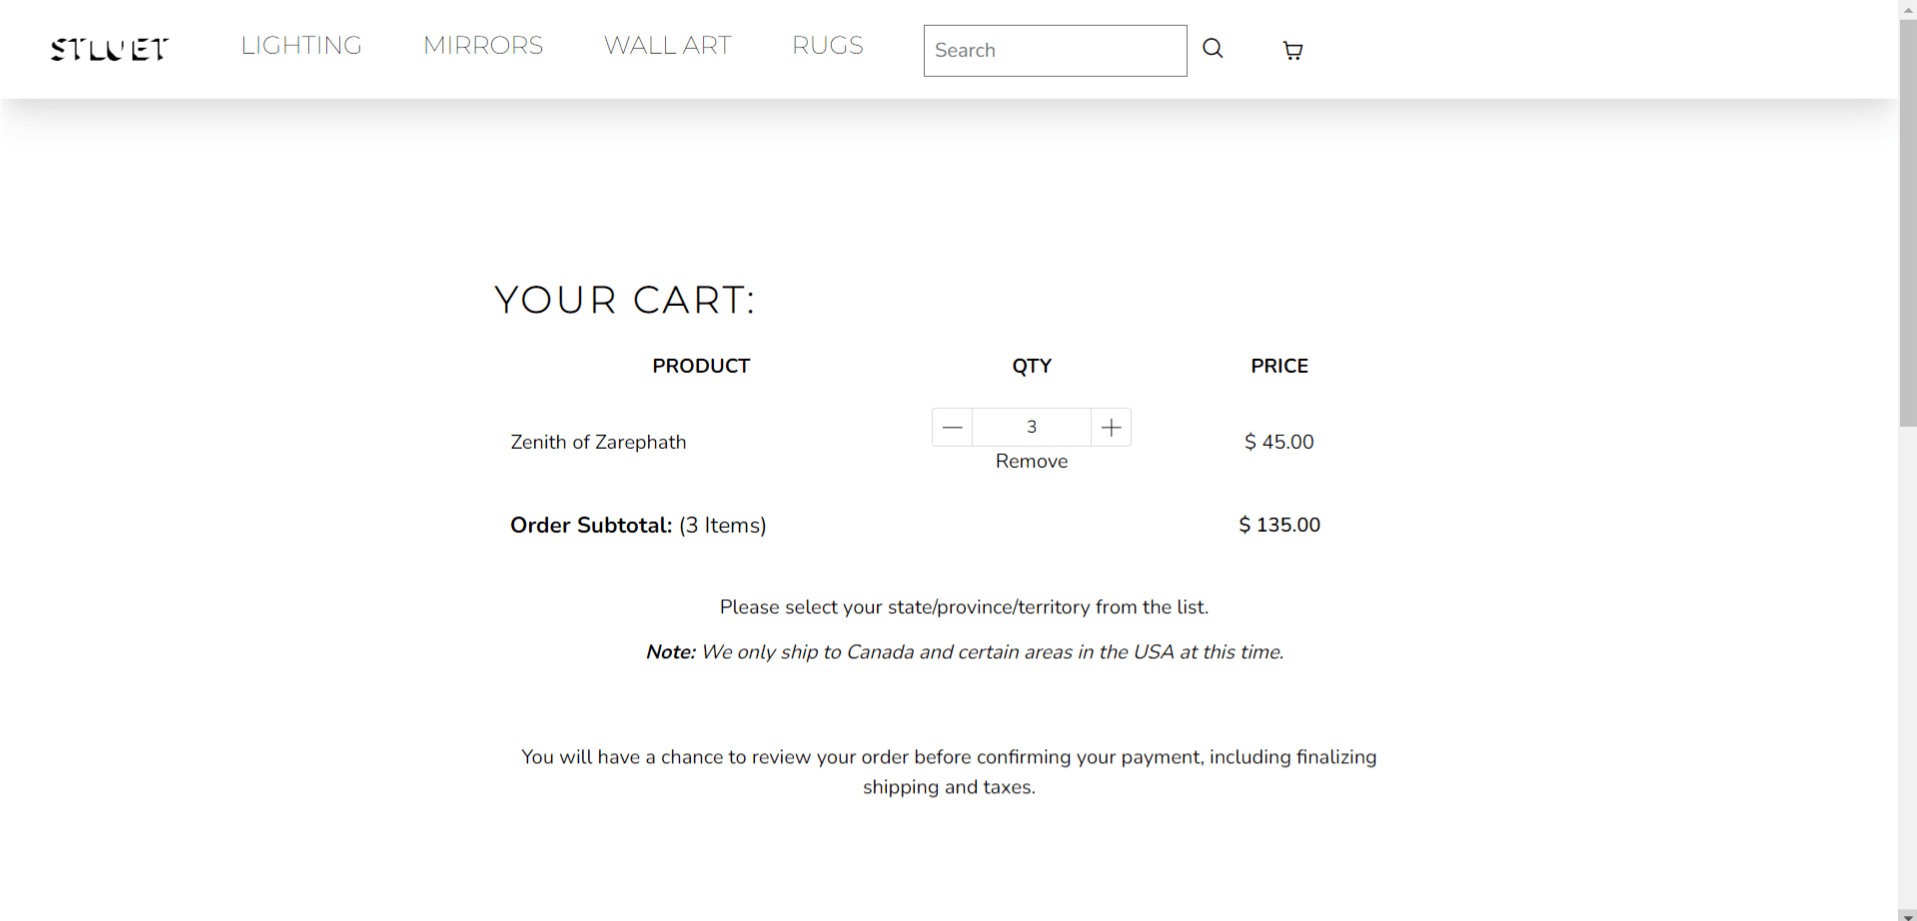 STLUET LIGHTING MIRRORS WALL ART RUGS Search
YOUR CART:
PRODUCT QTY PRICE
Zenith of Zarephath 3 $ 45.00
Remove
Order Subtotal: (3 Items) $ 135.00
Please select your state/province/territory from the list.
Note: We only ship to Canada and certain areas in the USA at this time.
You will have a chance to review your order before confirming your payment, including finalizing
shipping and taxes.